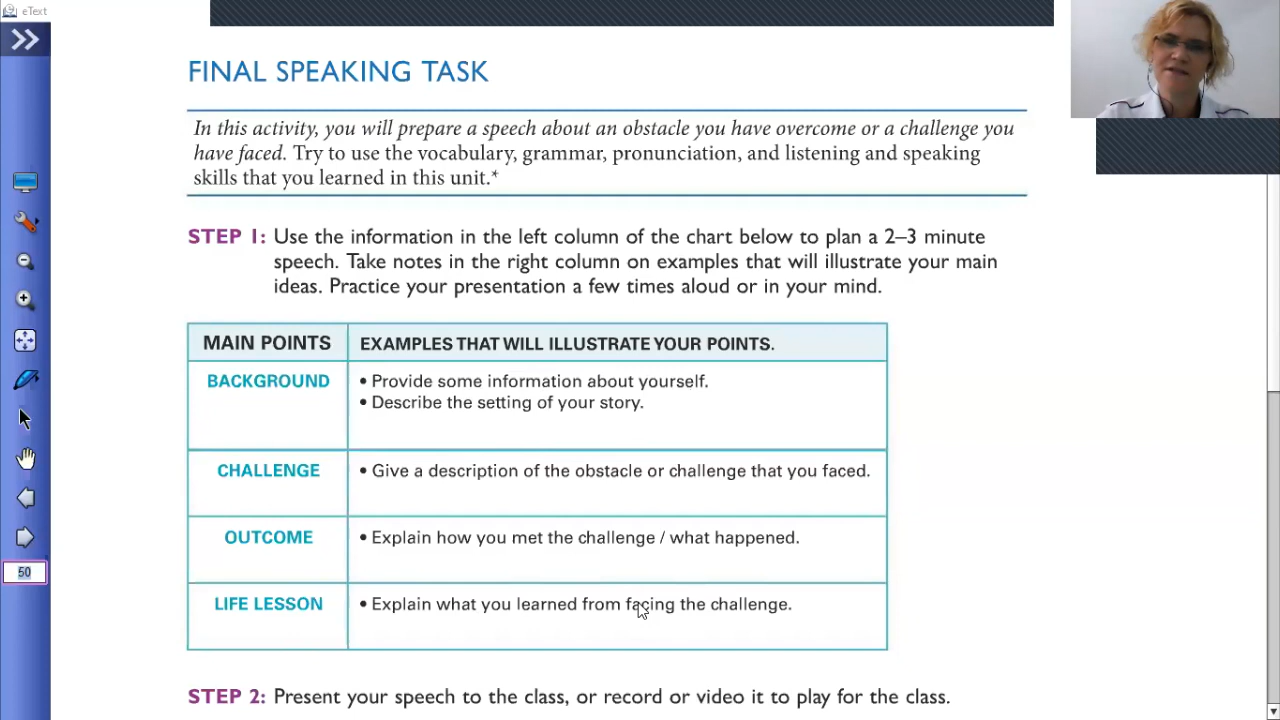 eText
FINAL SPEAKING TASK
In this activity, you will prepare a speech about an obstacle you have overcome or a challenge you
have faced. Try to use the vocabulary, grammar, pronunciation, and listening and speaking
skills that you learned in this unit.*
STEP 1: Use the information in the left column of the chart below to plan a 2–3 minute
speech. Take notes in the right column on examples that will illustrate your main
ideas. Practice your presentation a few times aloud or in your mind.
MAIN POINTS EXAMPLES THAT WILL ILLUSTRATE YOUR POINTS.
BACKGROUND • Provide some information about yourself.
• Describe the setting of your story.
CHALLENGE • Give a description of the obstacle or challenge that you faced.
OUTCOME • Explain how you met the challenge / what happened.
50
LIFE LESSON • Explain what you learned from facing the challenge.
STEP 2: Present your speech to the class, or record or video it to play for the class.